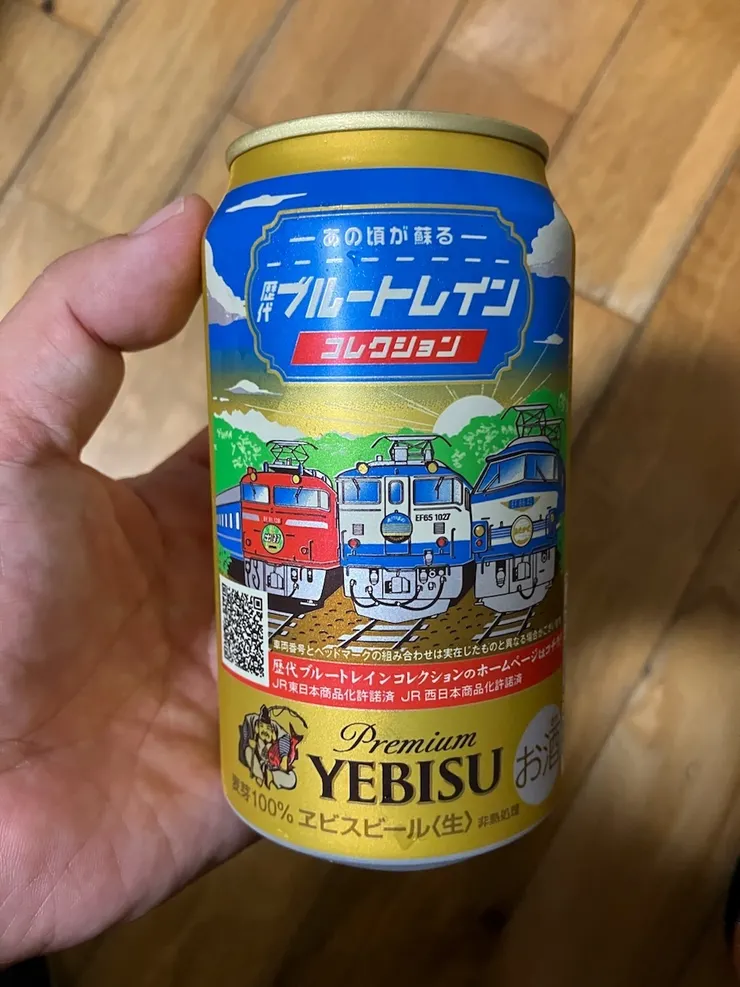 あの頃が蘇る
歴代ブルートレイン
コレクション
EF65 1027
車両番号とヘッドマークの組み合わせは実在したものと異なる場合が
歴代ブルートレインコレクションのホームページはコチラ
JR東日本商品化許諾済 JR西日本商品化許諾済
Premium
YEBISU
お酒
麦芽100% ヱビスビール〈生〉 非熱処理